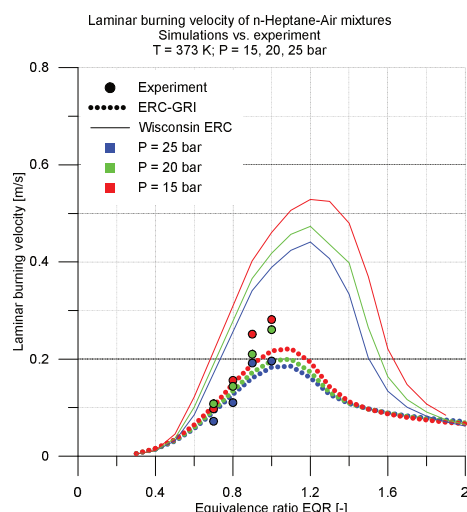 Laminar burning velocity of n-Heptane-Air mixtures
Simulations vs. experiment
T = 373 K; P = 15, 20, 25 bar
0.8
Experiment
ERC-GRI
Wisconsin ERC
P = 25 bar
P = 20 bar
P = 15 bar
0.6
0.4
0.2
0
Laminar burning velocity [m/s]
0 0.4 0.8 1.2 1.6 2
Equivalence ratio EQR [-]